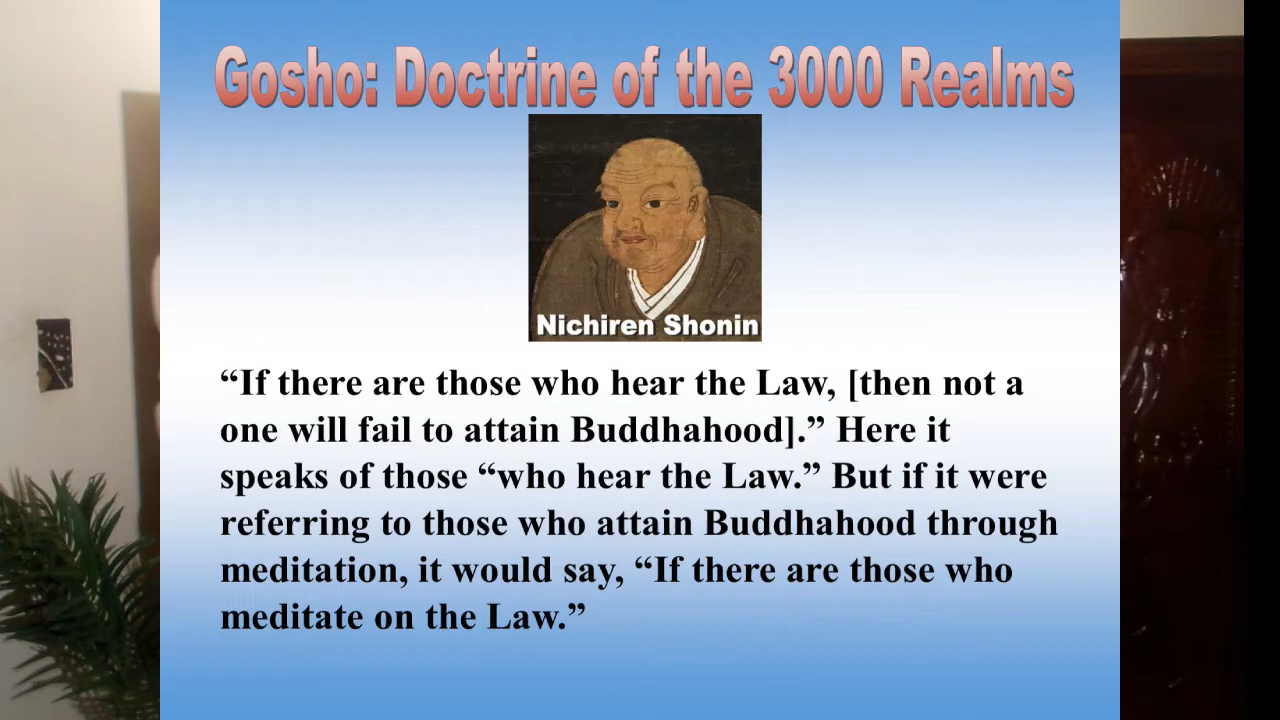 Gosho: Doctrine of the 3000 Realms
Nichiren Shonin
“If there are those who hear the Law, [then not a
one will fail to attain Buddhahood].” Here it
speaks of those “who hear the Law.” But if it were
referring to those who attain Buddhahood through
meditation, it would say, “If there are those who
meditate on the Law.”